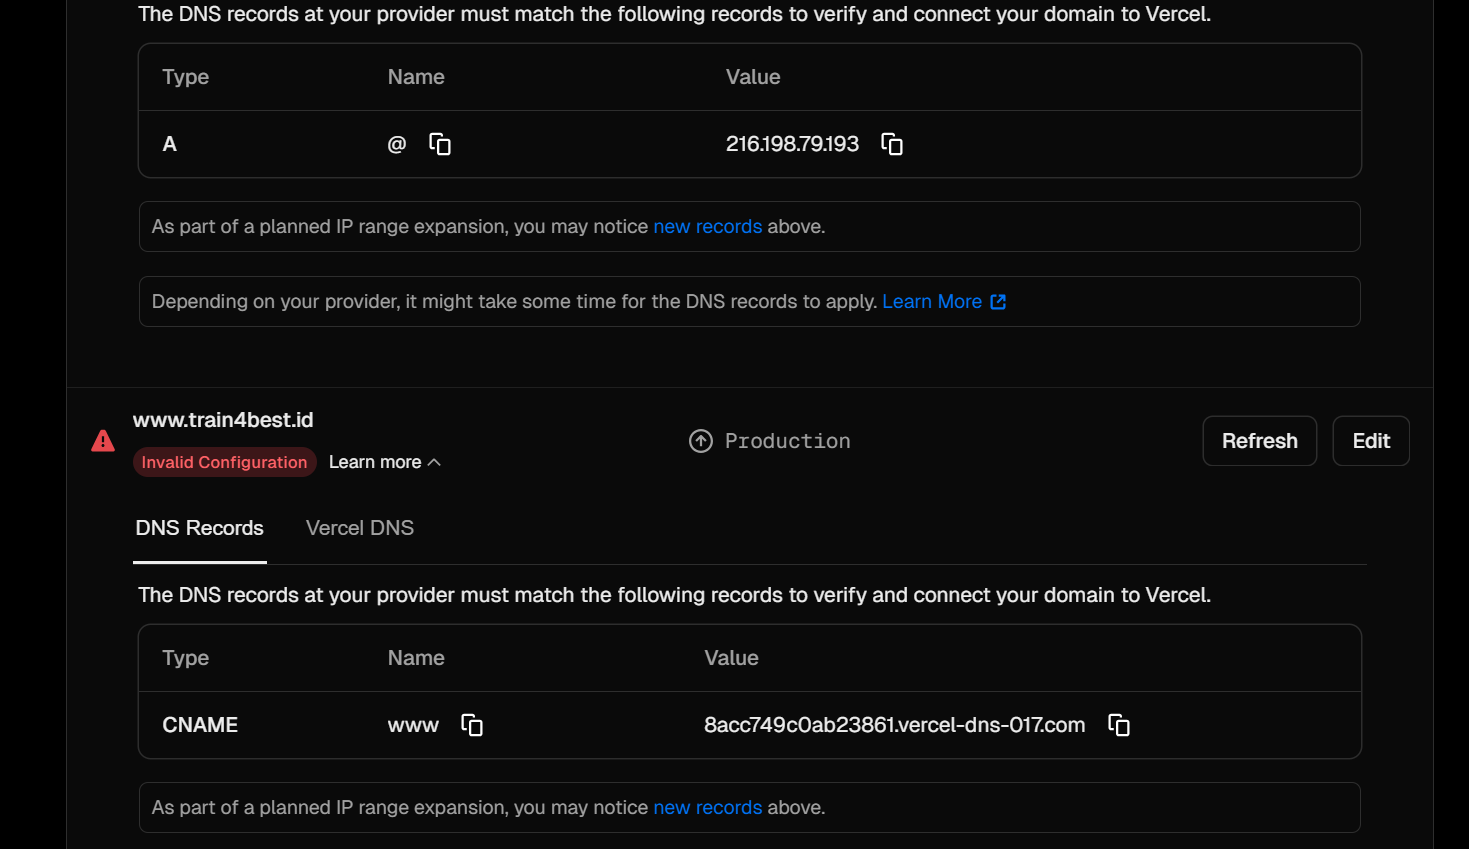 The DNS records at your provider must match the following records to verify and connect your domain to Vercel.
Type Name Value
A @ 216.198.79.193
As part of a planned IP range expansion, you may notice new records above.
Depending on your provider, it might take some time for the DNS records to apply. Learn More
www.train4best.id
Production
Refresh Edit
Invalid Configuration Learn more
DNS Records Vercel DNS
The DNS records at your provider must match the following records to verify and connect your domain to Vercel.
Type Name Value
CNAME www 8acc749c0ab23861.vercel-dns-017.com
As part of a planned IP range expansion, you may notice new records above.